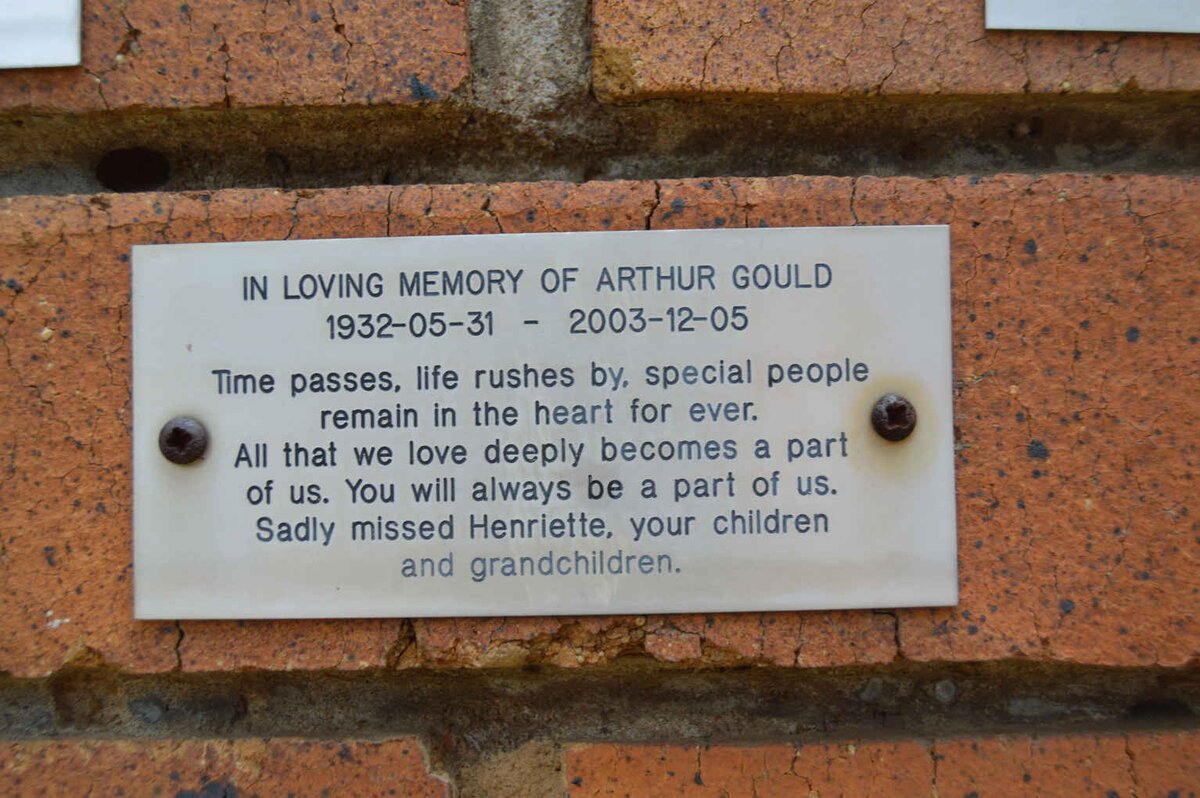 IN LOVING MEMORY OF ARTHUR GOULD
1932-05-31 - 2003-12-05
Time passes, life rushes by, special people
remain in the heart for ever.
All that we love deeply becomes a part
of us. You will always be a part of us.
Sadly missed Henriette, your children
and grandchildren.